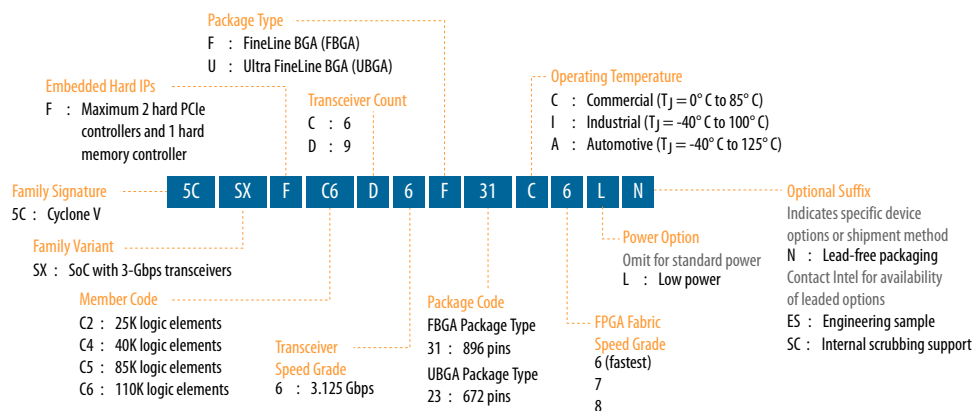 Package Type
F : FineLine BGA (FBGA)
U : Ultra FineLine BGA (UBGA)
Embedded Hard IPs
F : Maximum 2 hard PCIe
controllers and 1 hard
memory controller
Transceiver Count
C : 6
D : 9
Operating Temperature
C : Commercial (TJ = 0° C to 85° C)
I : Industrial (TJ = -40° C to 100° C)
A : Automotive (TJ = -40° C to 125° C)
5C SX F C6 D 6 F 31 C 6 L N
Family Signature
5C : Cyclone V
Family Variant
SX : SoC with 3-Gbps transceivers
Member Code
C2 : 25K logic elements
C4 : 40K logic elements
C5 : 85K logic elements
C6 : 110K logic elements
Transceiver
Speed Grade
6 : 3.125 Gbps
Package Code
FBGA Package Type
31 : 896 pins
UBGA Package Type
23 : 672 pins
FPGA Fabric
Speed Grade
6 (fastest)
7
8
Power Option
Omit for standard power
L : Low power
Optional Suffix
Indicates specific device
options or shipment method
N : Lead-free packaging
Contact Intel for availability
of leaded options
ES : Engineering sample
SC : Internal scrubbing support